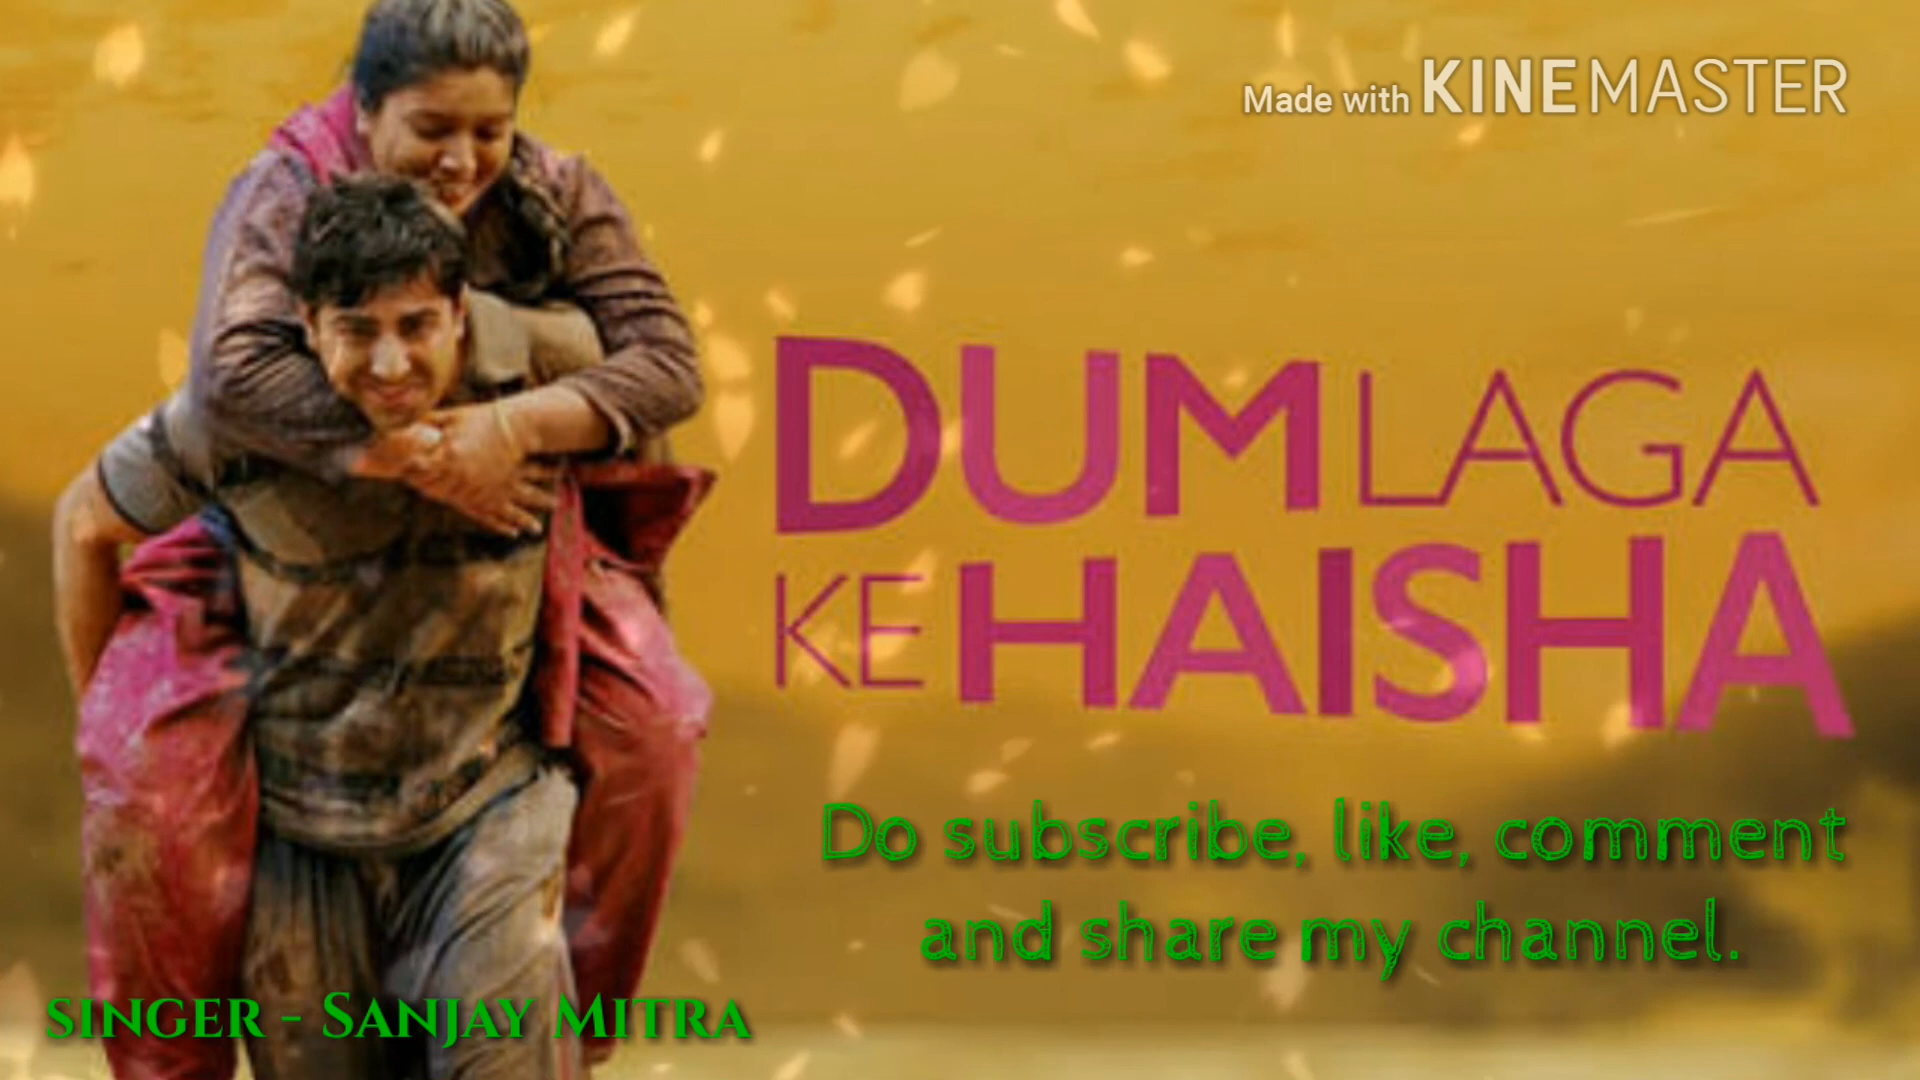 Made with KINEMASTER
DUM LAGA
KE HAISHA
Do subscribe, like, comment
and share my channel.
SINGER - SANJAY MITRA